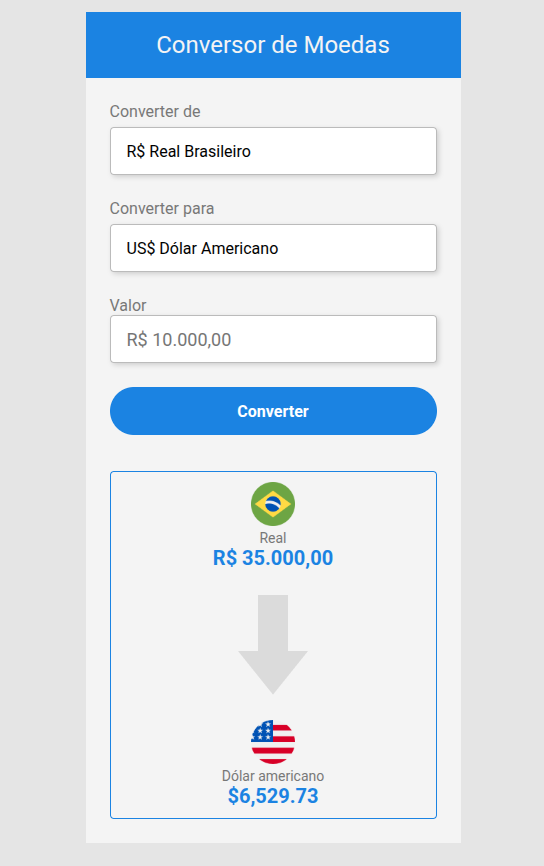 Conversor de Moedas
Converter de
R$ Real Brasileiro
Converter para
US$ Dólar Americano
Valor
R$ 10.000,00
Converter
Real
R$ 35.000,00
Dólar americano
$6,529.73